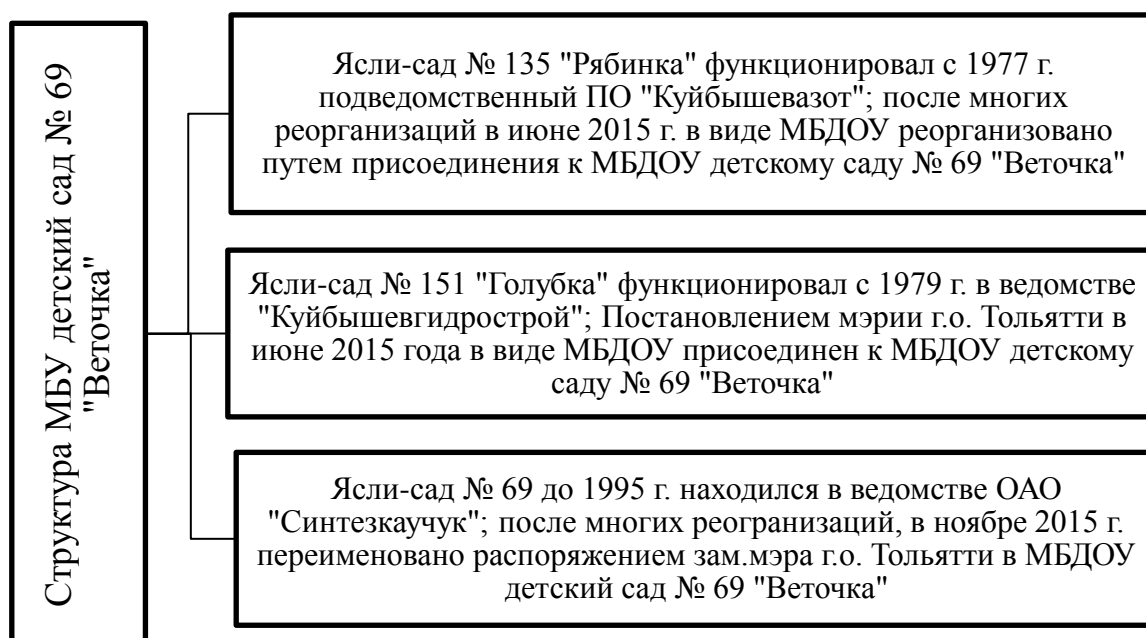 Структура МБУ детский сад № 69
"Веточка"
Ясли-сад № 135 "Рябинка" функционировал с 1977 г.
подведомственный ПО "Куйбышевазот"; после многих
реорганизаций в июне 2015 г. в виде МБДОУ реорганизовано
путем присоединения к МБДОУ детскому саду № 69 "Веточка"
Ясли-сад № 151 "Голубка" функционировал с 1979 г. в ведомстве
"Куйбышевгидрострой"; Постановлением мэрии г.о. Тольятти в
июне 2015 года в виде МБДОУ присоединен к МБДОУ детскому
саду № 69 "Веточка"
Ясли-сад № 69 до 1995 г. находился в ведомстве ОАО
"Синтезкаучук"; после многих реогранизаций, в ноябре 2015 г.
переименовано распоряжением зам.мэра г.о. Тольятти в МБДОУ
детский сад № 69 "Веточка"